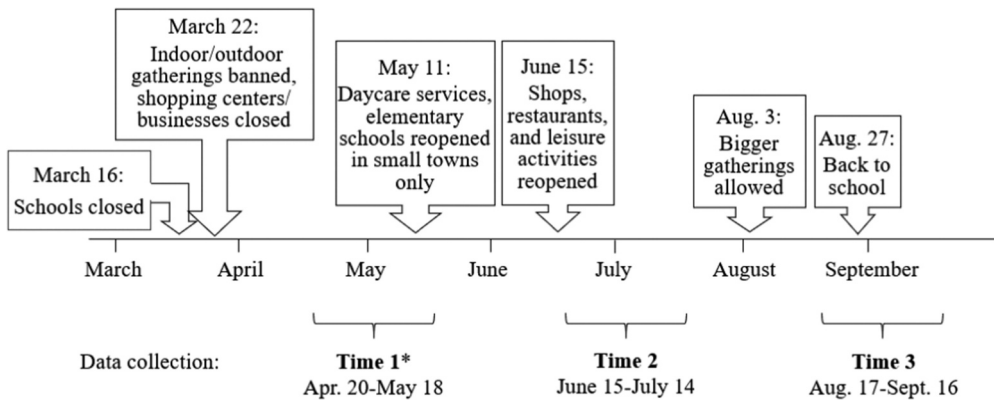 March 22:
Indoor/outdoor
gatherings banned,
shopping centers/
businesses closed
March 16:
Schools closed
May 11:
Daycare services,
elementary
schools reopened
in small towns
only
June 15:
Shops,
restaurants,
and leisure
activities
reopened
Aug. 3:
Bigger
gatherings
allowed
Aug. 27:
Back to
school
March April May June July August September
Data collection: Time 1* Time 2 Time 3
Apr. 20-May 18 June 15-July 14 Aug. 17-Sept. 16